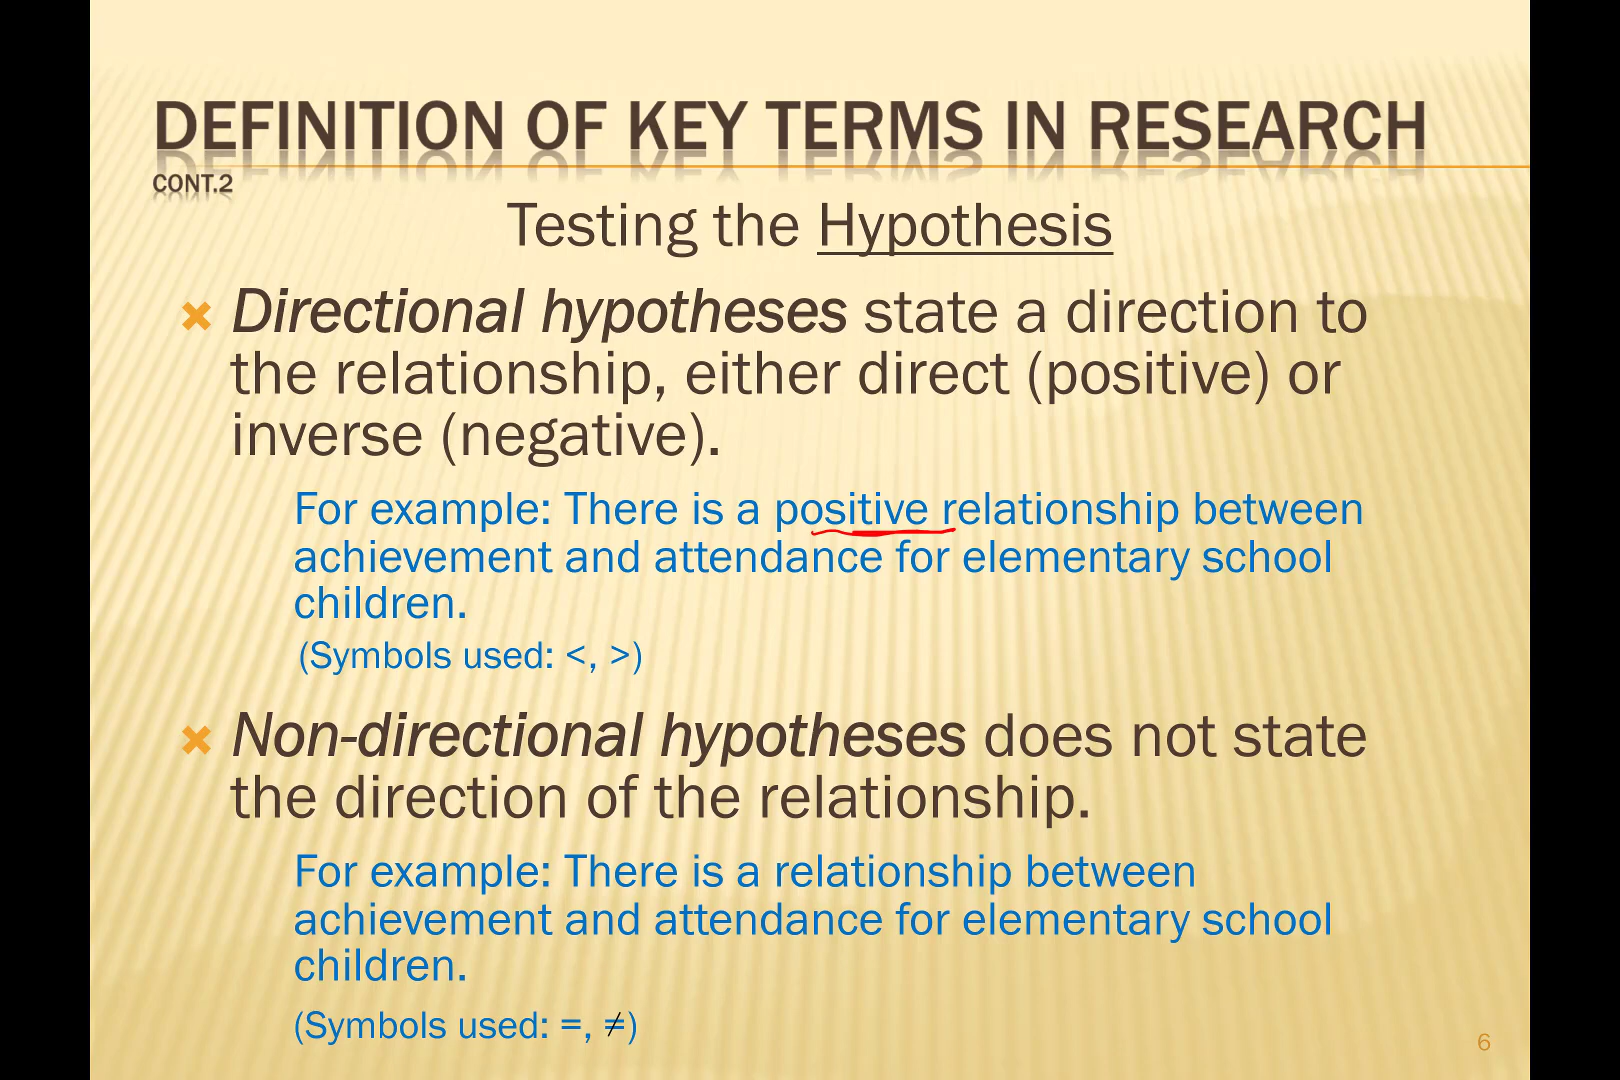 DEFINITION OF KEY TERMS IN RESEARCH
CONT.2
Testing the Hypothesis
Directional hypotheses state a direction to
the relationship, either direct (positive) or
inverse (negative).
For example: There is a positive relationship between
achievement and attendance for elementary school
children.
(Symbols used: <, >)
Non-directional hypotheses does not state
the direction of the relationship.
For example: There is a relationship between
achievement and attendance for elementary school
children.
(Symbols used: =, ≠)
6